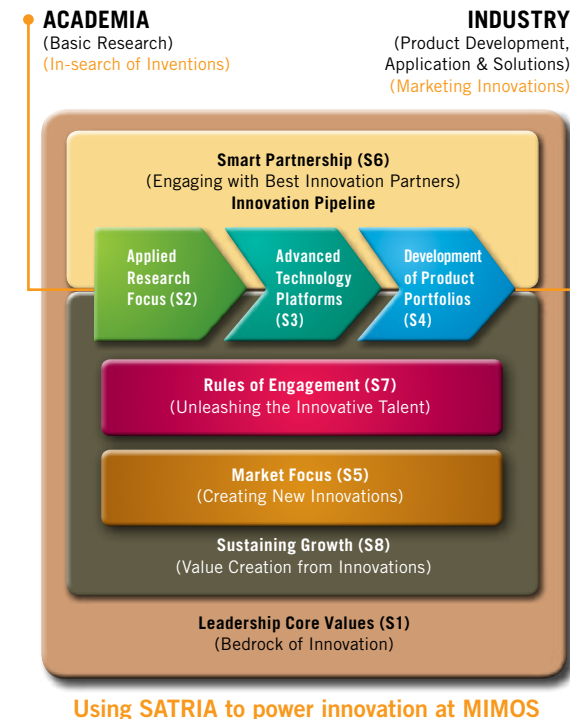 ACADEMIA
(Basic Research)
(In-search of Inventions)
INDUSTRY
(Product Development,
Application & Solutions)
(Marketing Innovations)
Smart Partnership (S6)
(Engaging with Best Innovation Partners)
Innovation Pipeline
Applied
Research
Focus (S2)
Advanced
Technology
Platforms
(S3)
Development
of Product
Portfolios
(S4)
Rules of Engagement (S7)
(Unleashing the Innovative Talent)
Market Focus (S5)
(Creating New Innovations)
Sustaining Growth (S8)
(Value Creation from Innovations)
Leadership Core Values (S1)
(Bedrock of Innovation)
Using SATRIA to power innovation at MIMOS